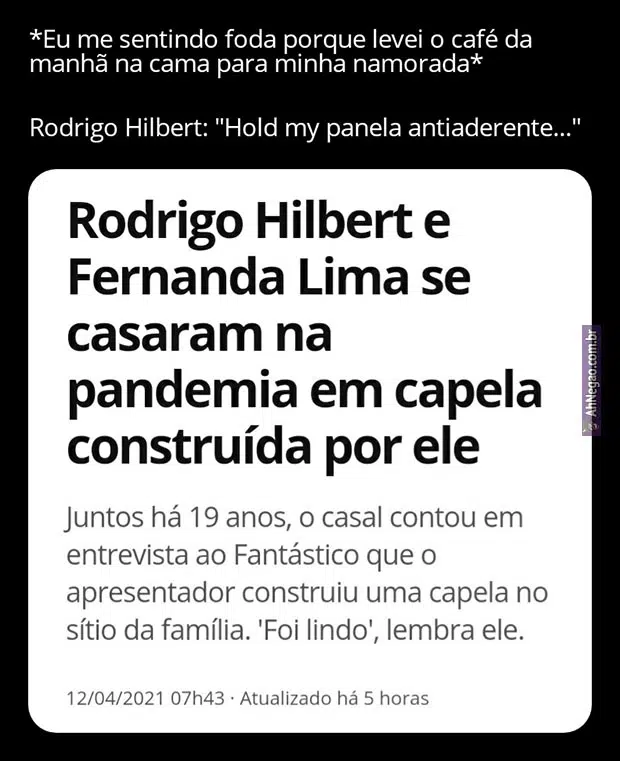 *Eu me sentindo foda porque levei o café da
manhã na cama para minha namorada*
Rodrigo Hilbert: "Hold my panela antiaderente..."
Rodrigo Hilbert e
Fernanda Lima se
casaram na
pandemia em capela
construída por ele
Juntos há 19 anos, o casal contou em
entrevista ao Fantástico que o
apresentador construiu uma capela no
sítio da família. 'Foi lindo', lembra ele.
12/04/2021 07h43 · Atualizado há 5 horas
AhNegao.com.br